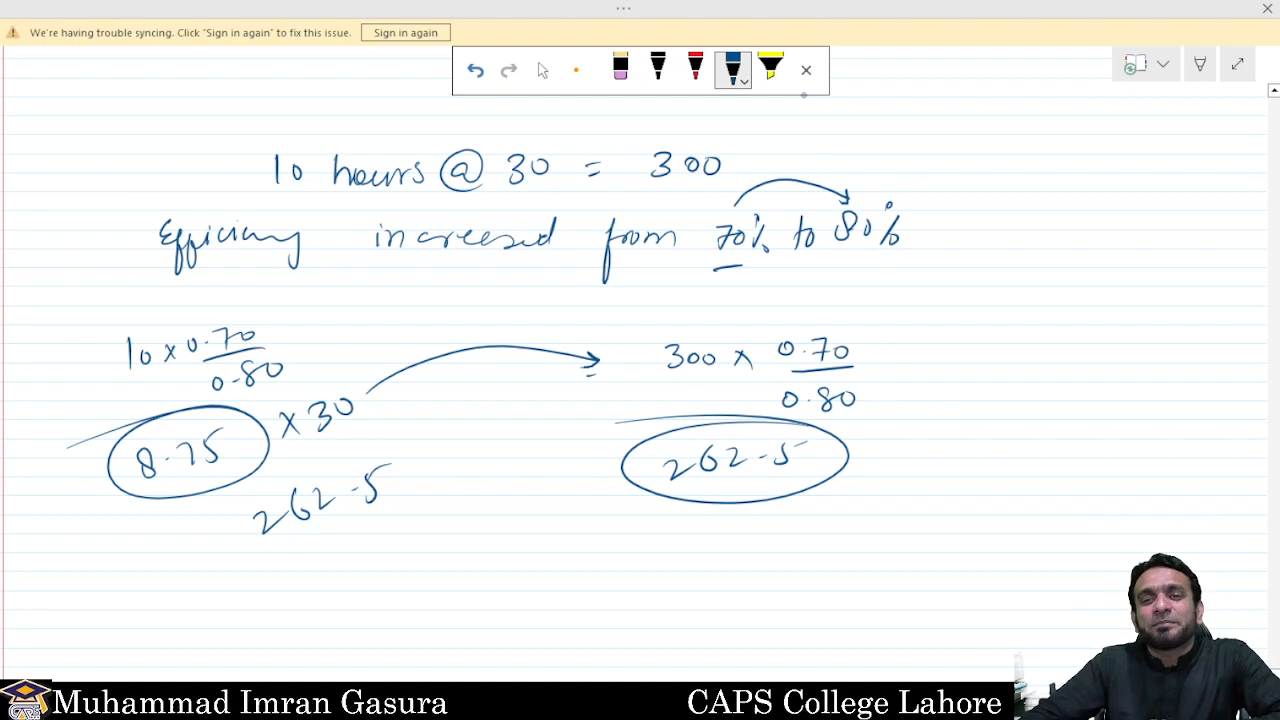 We're having trouble syncing. Click "Sign in again" to fix this issue. Sign in again
10 hours @ 30 = 300
Efficiency increased from 70% to 80%
10 x 0.70
0.80
x 30
8.75
262.5
300 x 0.70
0.80
262.5
Muhammad Imran Gasura
CAPS College Lahore